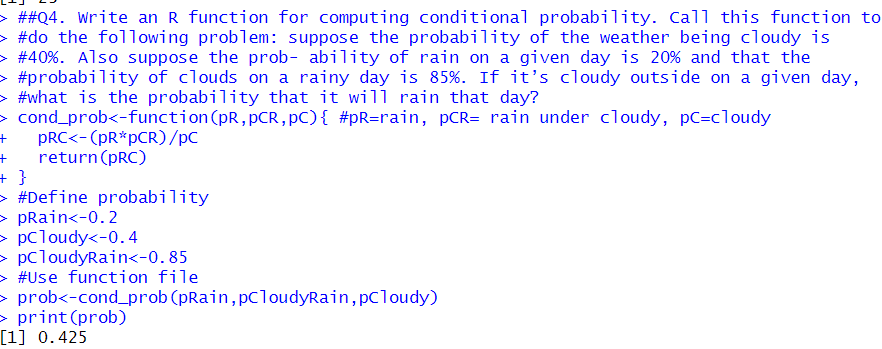 > ##Q4. Write an R function for computing conditional probability. Call this function to
> #do the following problem: suppose the probability of the weather being cloudy is
> #40%. Also suppose the prob- ability of rain on a given day is 20% and that the
> #probability of clouds on a rainy day is 85%. If it’s cloudy outside on a given day,
> #what is the probability that it will rain that day?
> cond_prob<-function(pR,pCR,pC){ #pR=rain, pCR= rain under cloudy, pC=cloudy
+   pRC<-(pR*pCR)/pC
+   return(pRC)
+ }
> #Define probability
> pRain<-0.2
> pCloudy<-0.4
> pCloudyRain<-0.85
> #Use function file
> prob<-cond_prob(pRain,pCloudyRain,pCloudy)
> print(prob)
[1] 0.425